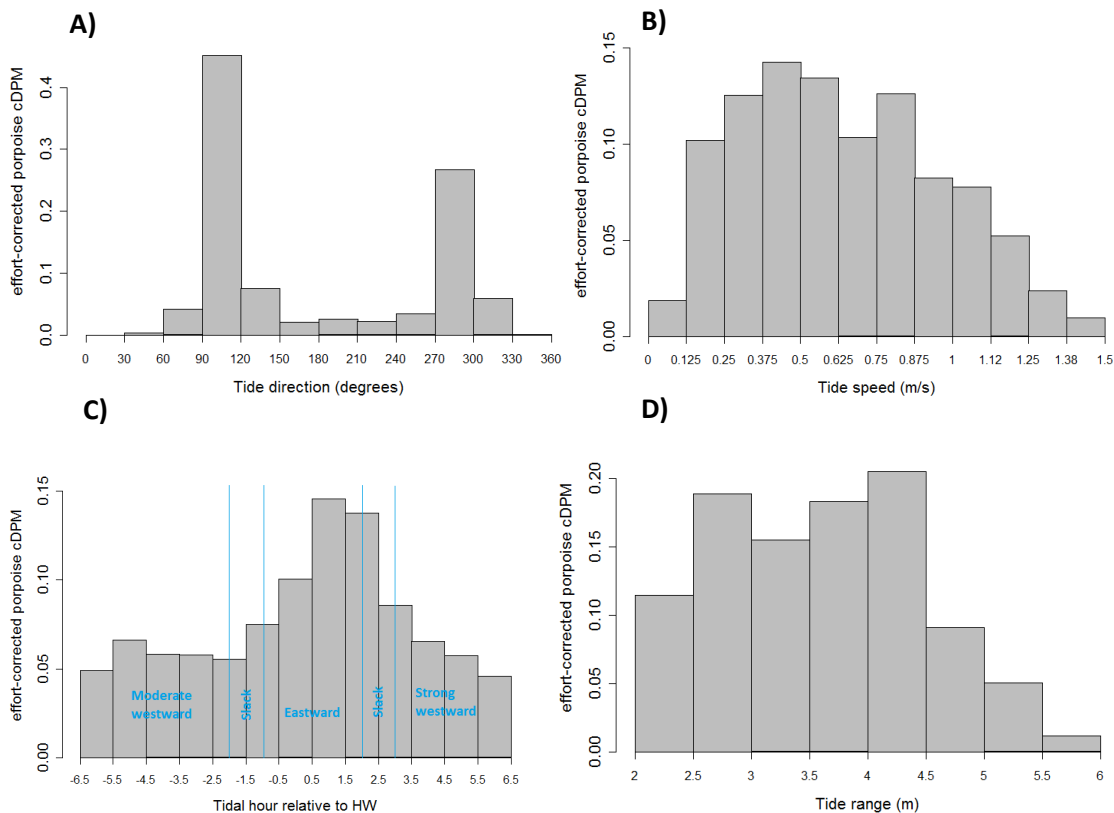 A)
effort-corrected porpoise cDPM
0.0 0.1 0.2 0.3 0.4
0 30 60 90 120 150 180 210 240 270 300 330 360
Tide direction (degrees)
B)
effort-corrected porpoise cDPM
0.00 0.05 0.10 0.15
0 0.125 0.25 0.375 0.5 0.625 0.75 0.875 1 1.12 1.25 1.38 1.5
Tide speed (m/s)
C)
effort-corrected porpoise cDPM
0.00 0.05 0.10 0.15
Moderate
westward
Slack
Eastward
Slack
Strong
westward
-6.5 -5.5 -4.5 -3.5 -2.5 -1.5 -0.5 0.5 1.5 2.5 3.5 4.5 5.5 6.5
Tidal hour relative to HW
D)
effort-corrected porpoise cDPM
0.00 0.05 0.10 0.15 0.20
2 2.5 3 3.5 4 4.5 5 5.5 6
Tide range (m)